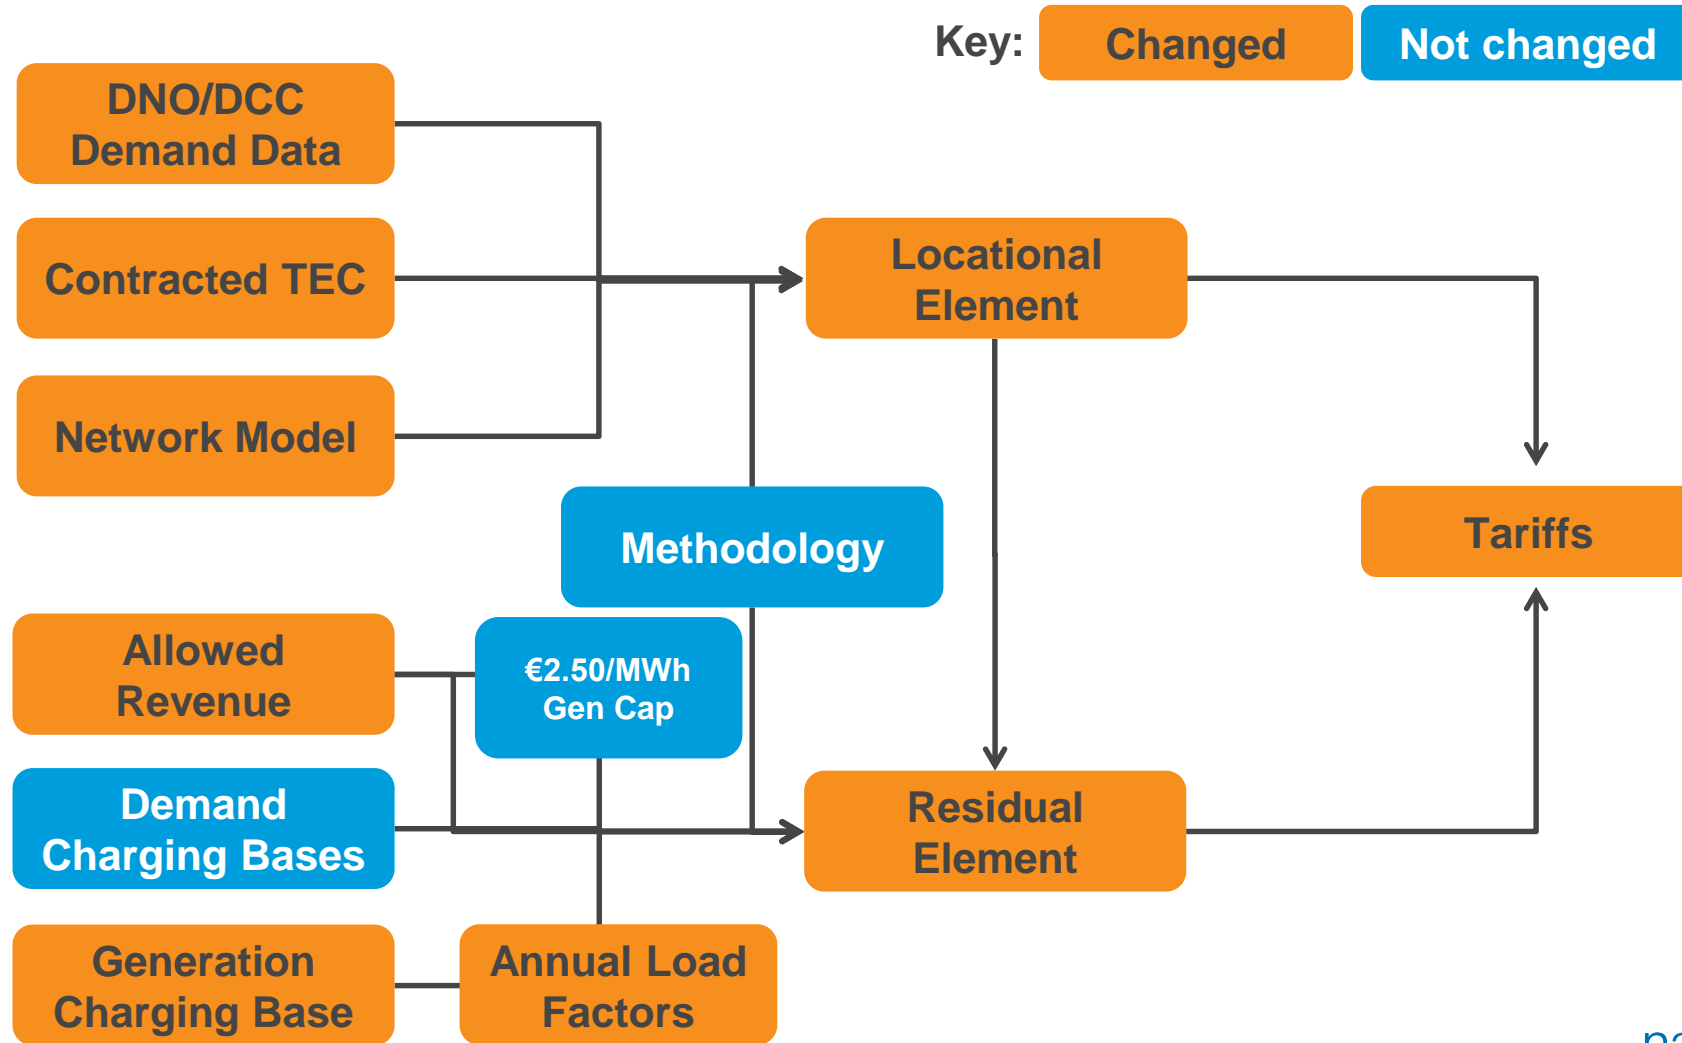 Key:
Changed
Not changed
DNO/DCC
Demand Data
Contracted TEC
Locational
Element
Network Model
Methodology
Tariffs
Allowed
Revenue
€2.50/MWh
Gen Cap
Demand
Charging Bases
Residual
Element
Generation
Charging Base
Annual Load
Factors